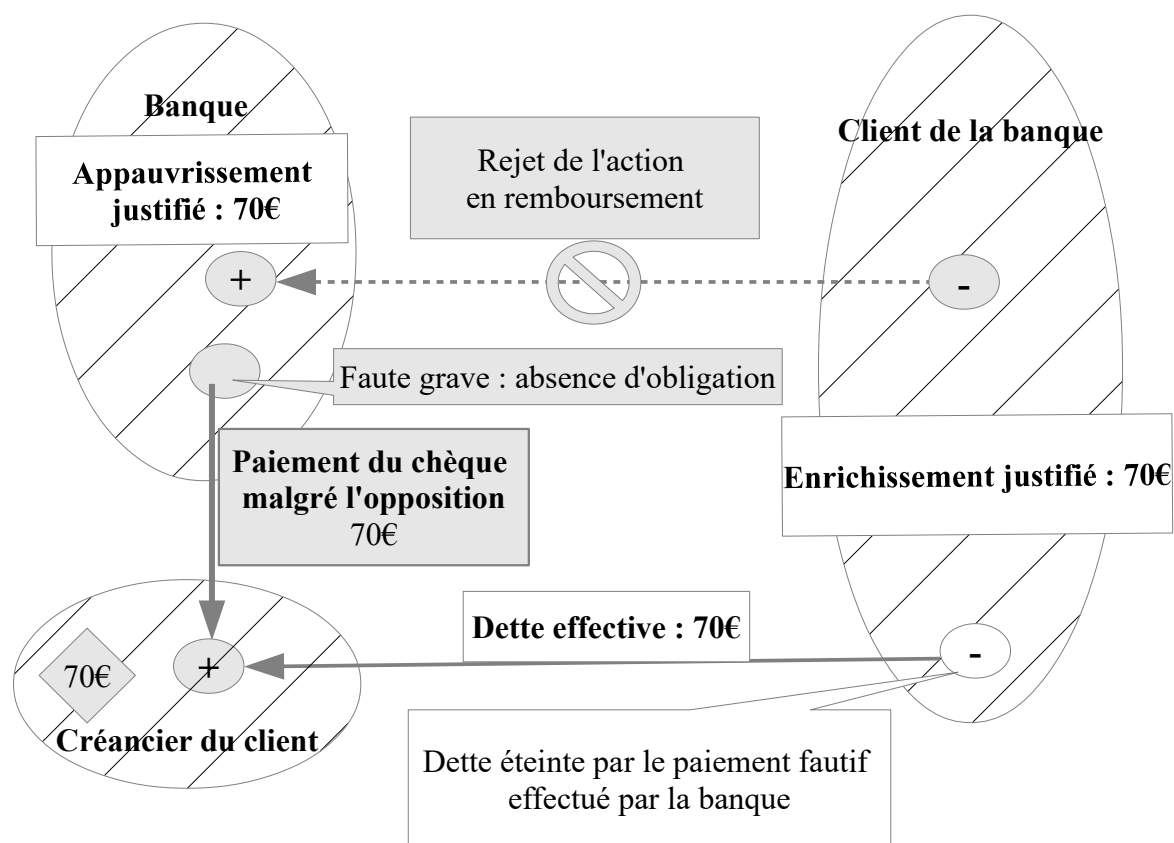 Banque
Client de la banque
Appauvrissement
justifié : 70€
Rejet de l'action
en remboursement
+
-
Faute grave : absence d'obligation
Paiement du chèque
malgré l'opposition
70€
Enrichissement justifié : 70€
Dette effective : 70€
70€
+
-
Créancier du client
Dette éteinte par le paiement fautif
effectué par la banque